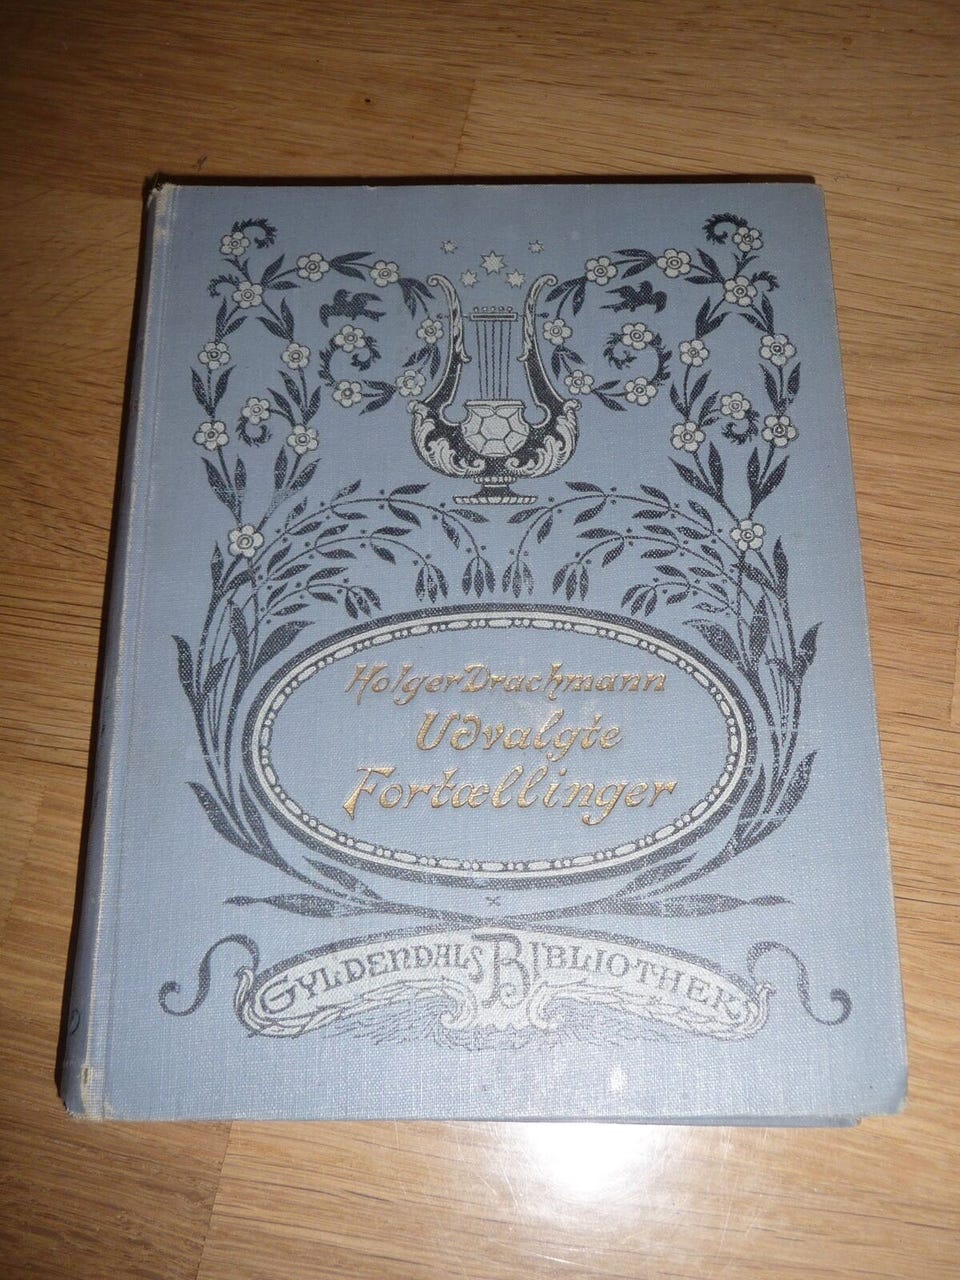 Holger Drachmann
Udvalgte
Fortællinger
GYLDENDALS BIBLIOTHEK